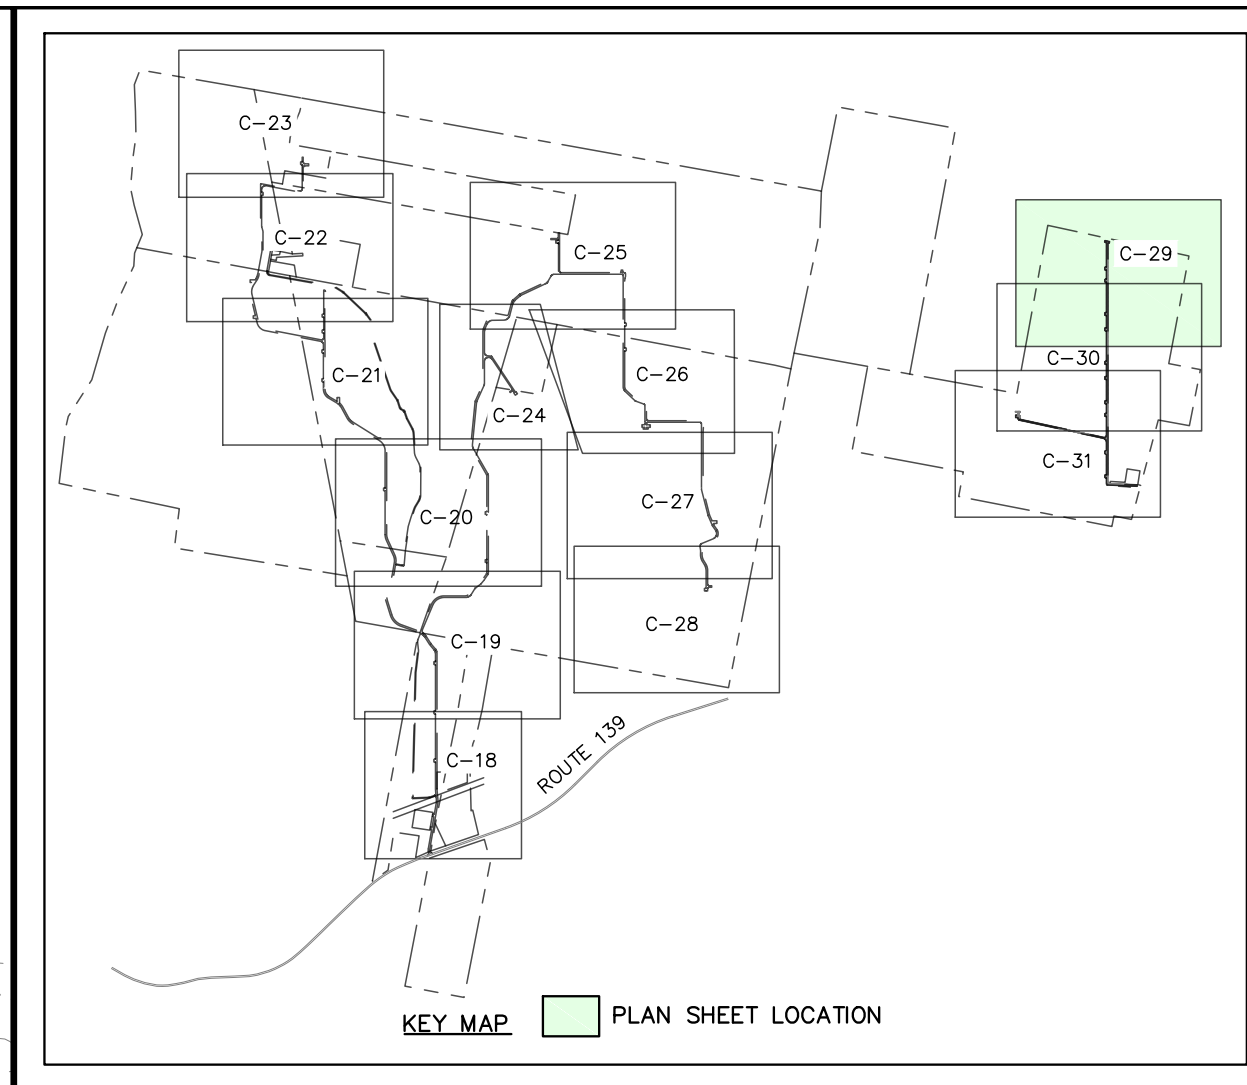 C-23
C-22
C-25
C-29
C-21
C-26
C-30
C-24
C-31
C-27
C-20
C-28
C-19
ROUTE 139
C-18
KEY MAP
PLAN SHEET LOCATION